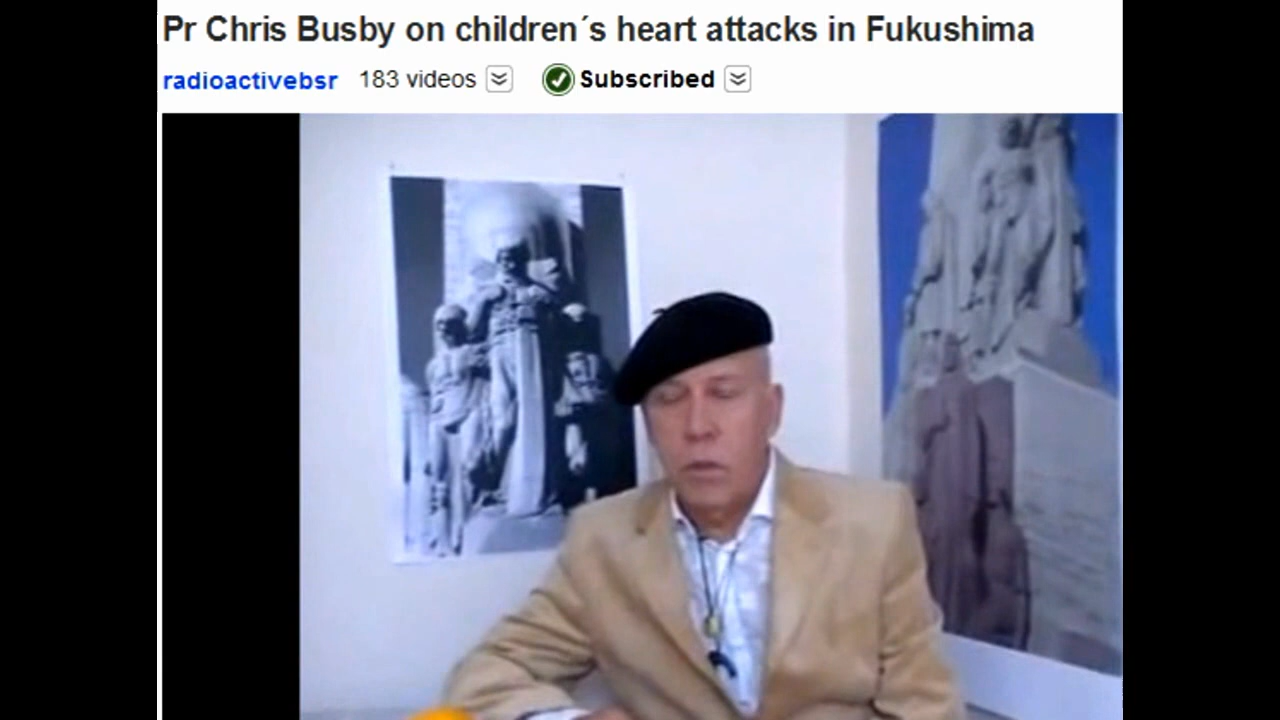 Pr Chris Busby on children´s heart attacks in Fukushima
radioactivebsr 183 videos Subscribed